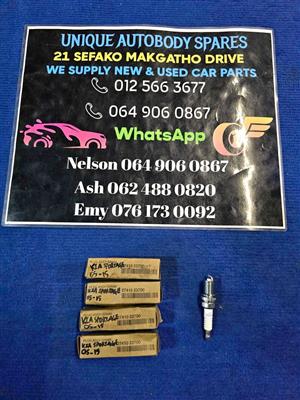 UNIQUE AUTOBODY SPARES
21 SEFAKO MAKGATHO DRIVE
WE SUPPLY NEW & USED CAR PARTS
012 566 3677
064 906 0867
WhatsApp
Nelson 064 906 0867
Ash 062 488 0820
Emy 076 173 0092
KIA SPORTAGE
05-15
KIA SPORTAGE
05-15
KIA SPORTAGE
05-15
KIA SPORTAGE
05-15